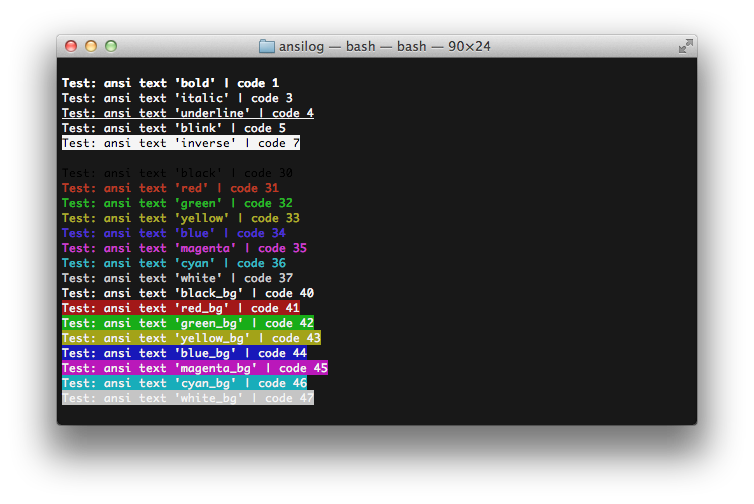 ansilog — bash — bash — 90×24
Test: ansi text 'bold' | code 1
Test: ansi text 'italic' | code 3
Test: ansi text 'underline' | code 4
Test: ansi text 'blink' | code 5
Test: ansi text 'inverse' | code 7
Test: ansi text 'black' | code 30
Test: ansi text 'red' | code 31
Test: ansi text 'green' | code 32
Test: ansi text 'yellow' | code 33
Test: ansi text 'blue' | code 34
Test: ansi text 'magenta' | code 35
Test: ansi text 'cyan' | code 36
Test: ansi text 'white' | code 37
Test: ansi text 'black_bg' | code 40
Test: ansi text 'red_bg' | code 41
Test: ansi text 'green_bg' | code 42
Test: ansi text 'yellow_bg' | code 43
Test: ansi text 'blue_bg' | code 44
Test: ansi text 'magenta_bg' | code 45
Test: ansi text 'cyan_bg' | code 46
Test: ansi text 'white_bg' | code 47